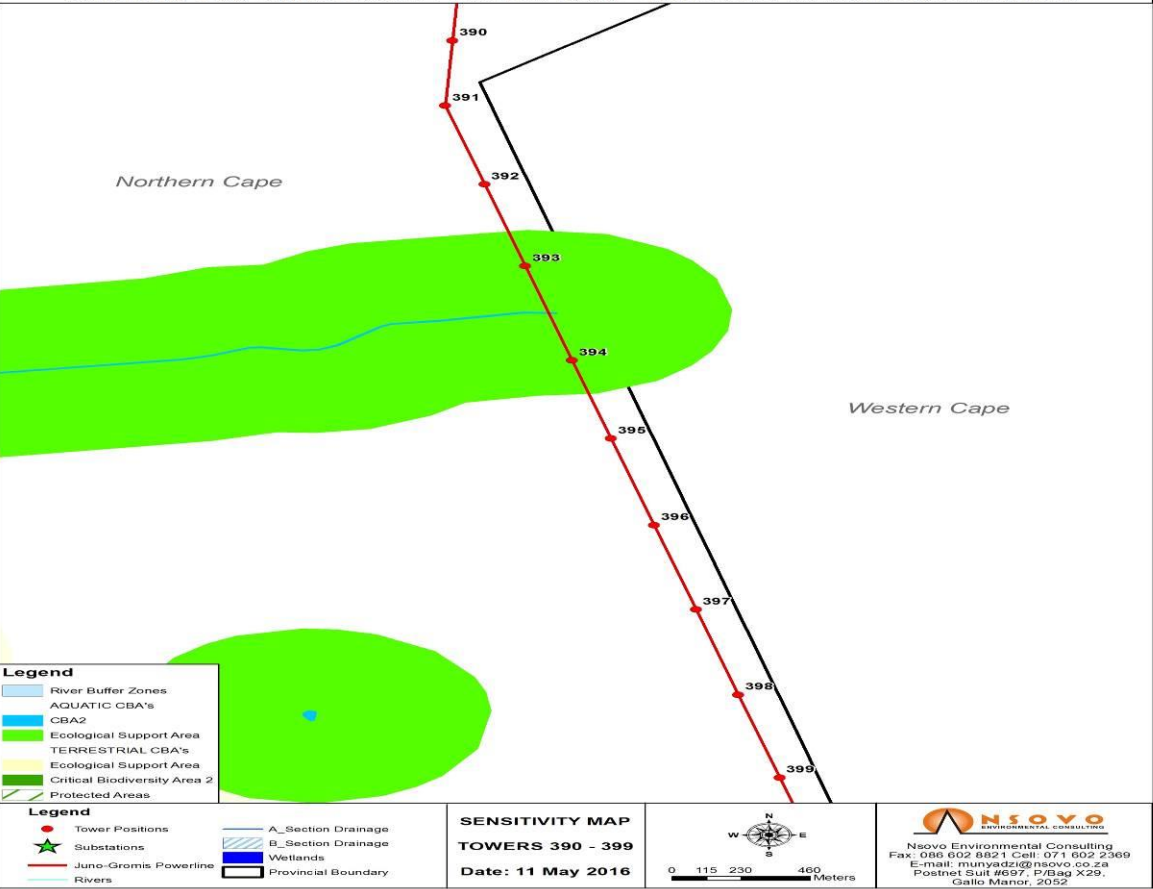 390
391
392
Northern Cape
393
394
Western Cape
395
396
397
398
399
Legend
River Buffer Zones
AQUATIC CBA's
CBA2
Ecological Support Area
TERRESTRIAL CBA's
Ecological Support Area
Critical Biodiversity Area 2
Protected Areas
Legend
Tower Positions
Substations
Juno-Gromis Powerline
Rivers
A_Section Drainage
B_Section Drainage
Wetlands
Provincial Boundary
SENSITIVITY MAP
TOWERS 390 - 399
Date: 11 May 2016
N
W E
S
0 115 230 460
Meters
NSOVO
ENVIRONMENTAL CONSULTING
Nsovo Environmental Consulting
Fax: 086 602 8821 Cell: 071 602 2369
E-mail: munyadzi@nsovo.co.za
Postnet Suit #697, P/Bag X29,
Gallo Manor, 2052